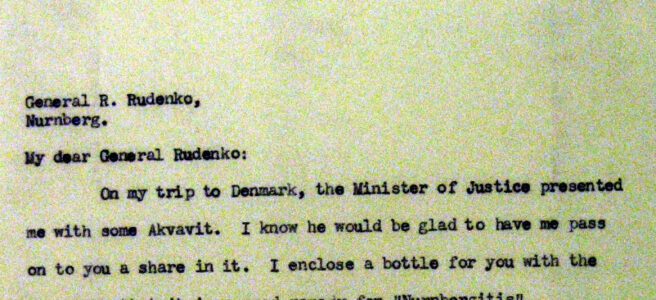 General R. Rudenko,
Nurnberg.
My dear General Rudenko:
On my trip to Denmark, the Minister of Justice presented
me with some Akvavit. I know he would be glad to have me pass
on to you a share in it. I enclose a bottle for you with the
for "Nurnbergitis"